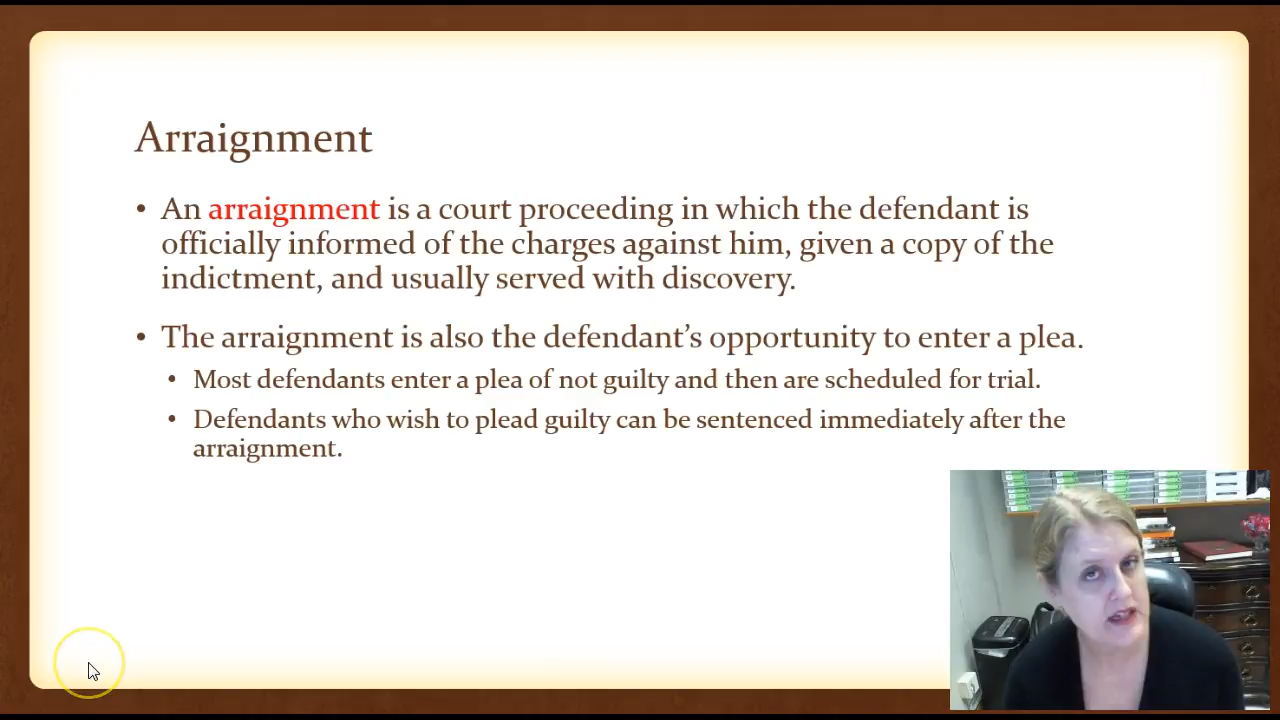 Arraignment
• An arraignment is a court proceeding in which the defendant is
officially informed of the charges against him, given a copy of the
indictment, and usually served with discovery.
• The arraignment is also the defendant’s opportunity to enter a plea.
• Most defendants enter a plea of not guilty and then are scheduled for trial.
• Defendants who wish to plead guilty can be sentenced immediately after the
arraignment.